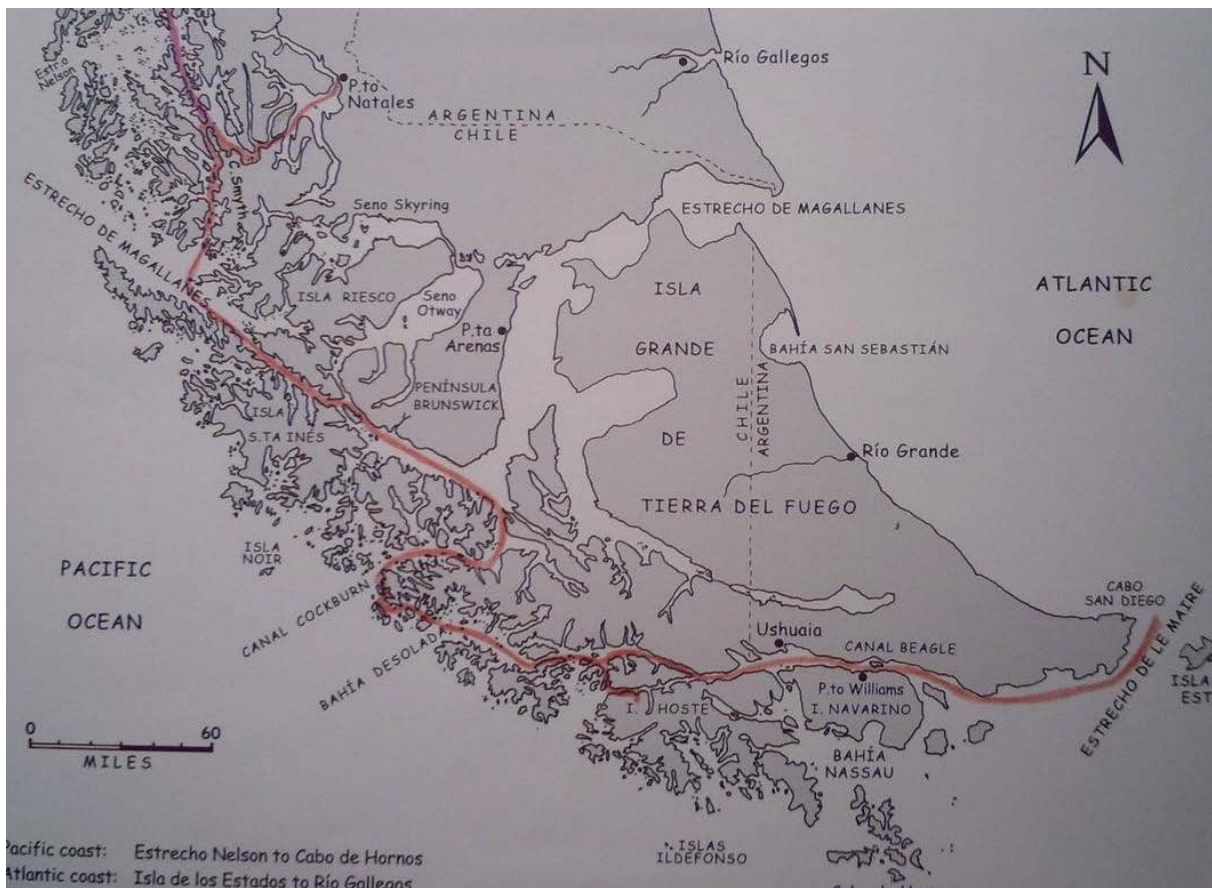 Estr.o
Nelson
P.to
Natales
Río Gallegos
N
ARGENTINA
CHILE
C. Smyth
ESTRECHO DE MAGALLANES
Seno Skyring
ESTRECHO DE MAGALLANES
ISLA RIESCO
Seno
Otway
P.ta
Arenas
PENÍNSULA
BRUNSWICK
ISLA
GRANDE
DE
TIERRA DEL FUEGO
CHILE
ARGENTINA
BAHÍA SAN SEBASTIÁN
ATLANTIC
OCEAN
ISLA
S.TA INÉS
Río Grande
ISLA
NOIR
PACIFIC
OCEAN
CANAL COCKBURN
BAHÍA DESOLADA
CABO
SAN DIEGO
Ushuaia
CANAL BEAGLE
ESTRECHO DE LE MAIRE
ISLA
EST
P.to Williams
I. NAVARINO
I. HOSTE
0 60
MILES
BAHÍA
NASSAU
ISLAS
ILDEFONSO
Pacific coast: Estrecho Nelson to Cabo de Hornos
Atlantic coast: Isla de los Estados to Río Gallegos